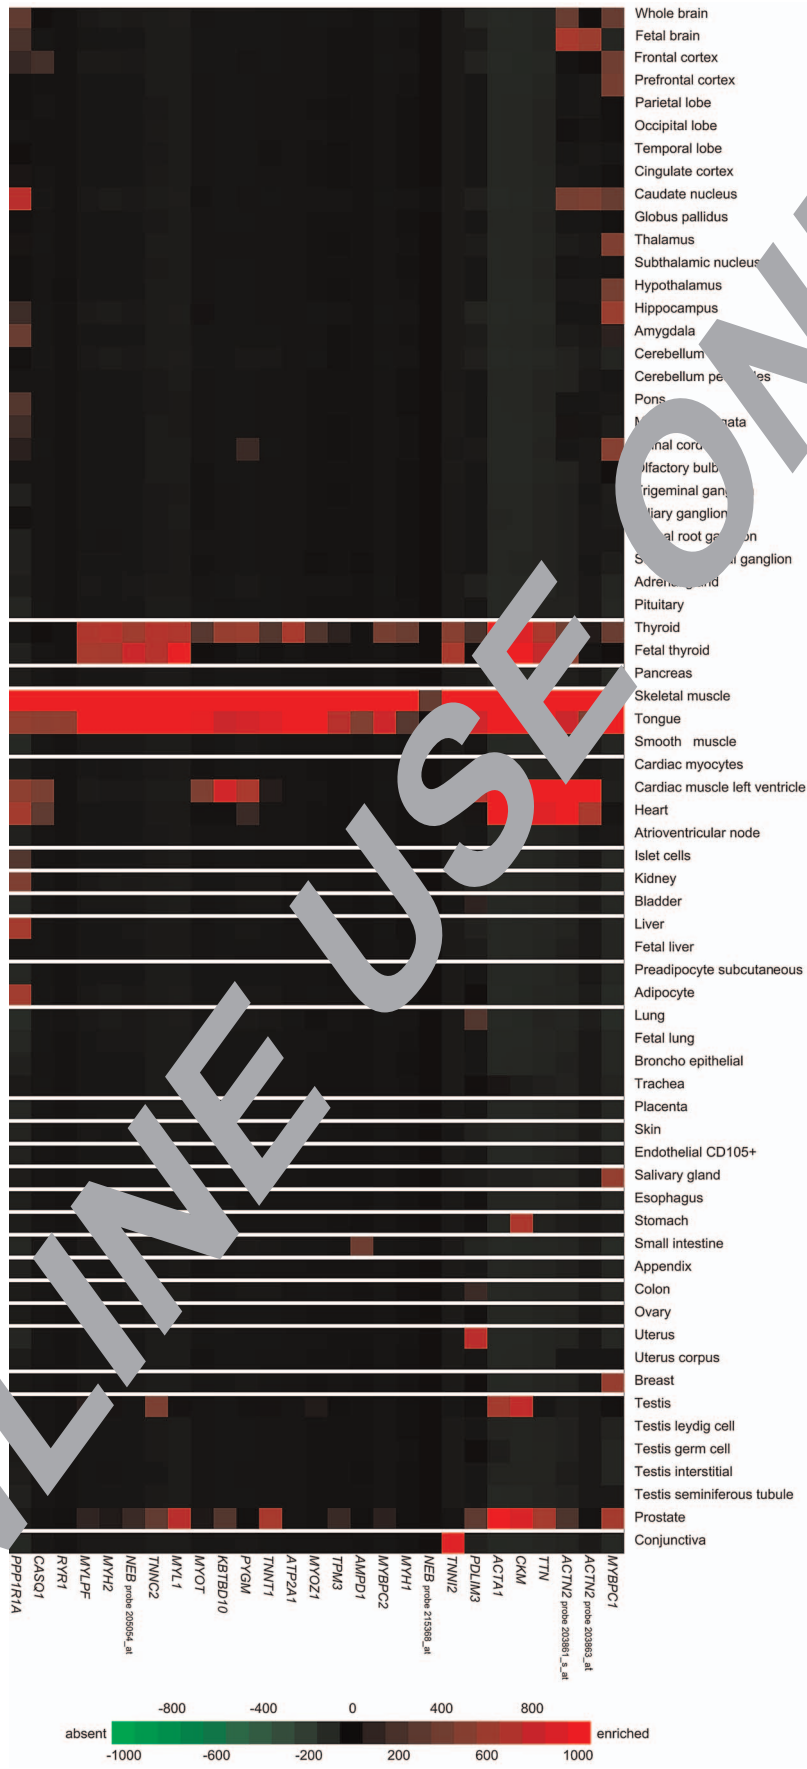 Whole brain
Fetal brain
Frontal cortex
Prefrontal cortex
Parietal lobe
Occipital lobe
Temporal lobe
Cingulate cortex
Caudate nucleus
Globus pallidus
Thalamus
Subthalamic nucleus
Hypothalamus
Hippocampus
Amygdala
Cerebellum
Cerebellum
Pons
Trigeminal
ganglion
ganglion
Pituitary
Thyroid
Fetal thyroid
Pancreas
Skeletal muscle
Tongue
Smooth muscle
Cardiac myocytes
Cardiac muscle left ventricle
Heart
Atrioventricular node
Islet cells
Kidney
Bladder
Liver
Fetal liver
Preadipocyte subcutaneous
Adipocyte
Lung
Fetal lung
Broncho epithelial
Trachea
Placenta
Skin
Endothelial CD105+
Salivary gland
Esophagus
Stomach
Small intestine
Appendix
Colon
Ovary
Uterus
Uterus corpus
Breast
Testis
Testis leydig cell
Testis germ cell
Testis interstitial
Testis seminiferous tubule
Prostate
Conjunctiva
PPP1R1A
CASQ1
RYR1
MYLPF
MYH2
NEB probe 205054_at
TNNC2
MYL1
MYOT
KBTBD10
PYGM
TNNT1
ATP2A1
MYOZ1
TPM3
AMPD1
MYBPC2
MYH1
NEB probe 215368_at
TNNI2
PDLIM3
ACTA1
CKM
TTN
ACTN2 probe 203861_s_at
ACTN2 probe 203863_at
MYBPC1
-800 -400 0 400 800
absent enriched
-1000 -600 -200 200 600 1000
LINE USE ON